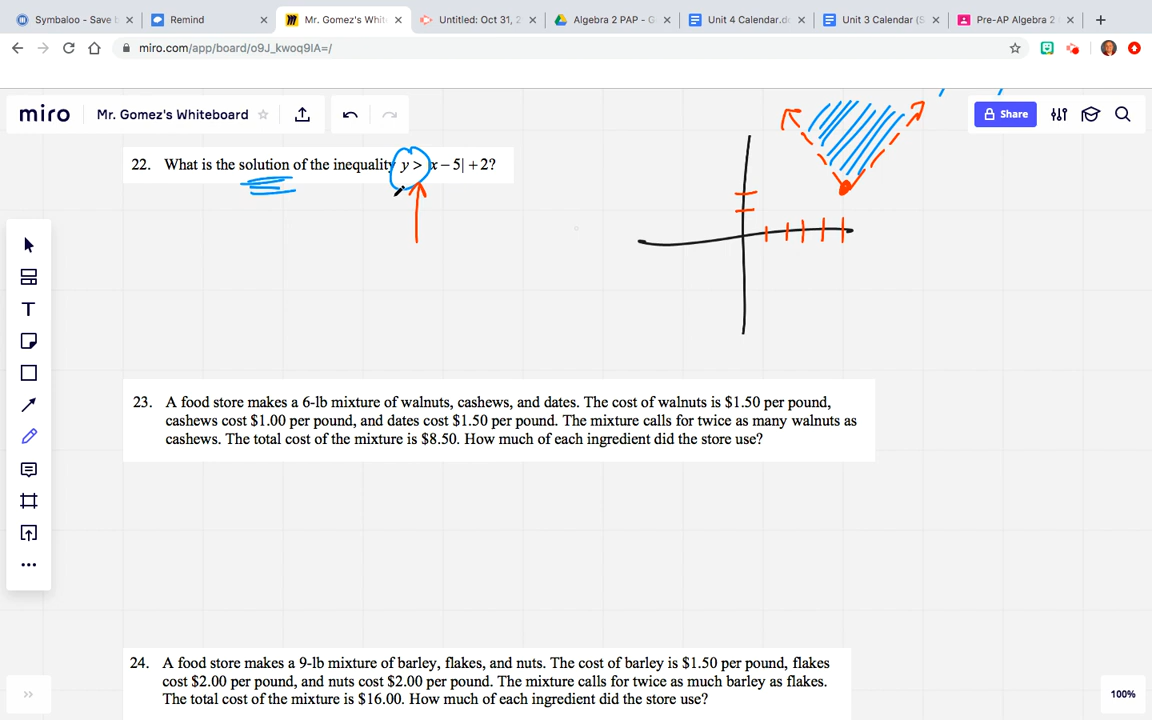 Symbaloo - Save b
Remind
Mr. Gomez's Whit
Untitled: Oct 31, 2
Algebra 2 PAP - G
Unit 4 Calendar.do
Unit 3 Calendar (S
Pre-AP Algebra 2
miro.com/app/board/o9J_kwoq9IA=/
miro
Mr. Gomez's Whiteboard
Share
22. What is the solution of the inequality y > x − 5| + 2?
23. A food store makes a 6-lb mixture of walnuts, cashews, and dates. The cost of walnuts is $1.50 per pound,
cashews cost $1.00 per pound, and dates cost $1.50 per pound. The mixture calls for twice as many walnuts as
cashews. The total cost of the mixture is $8.50. How much of each ingredient did the store use?
24. A food store makes a 9-lb mixture of barley, flakes, and nuts. The cost of barley is $1.50 per pound, flakes
cost $2.00 per pound, and nuts cost $2.00 per pound. The mixture calls for twice as much barley as flakes.
The total cost of the mixture is $16.00. How much of each ingredient did the store use?
100%